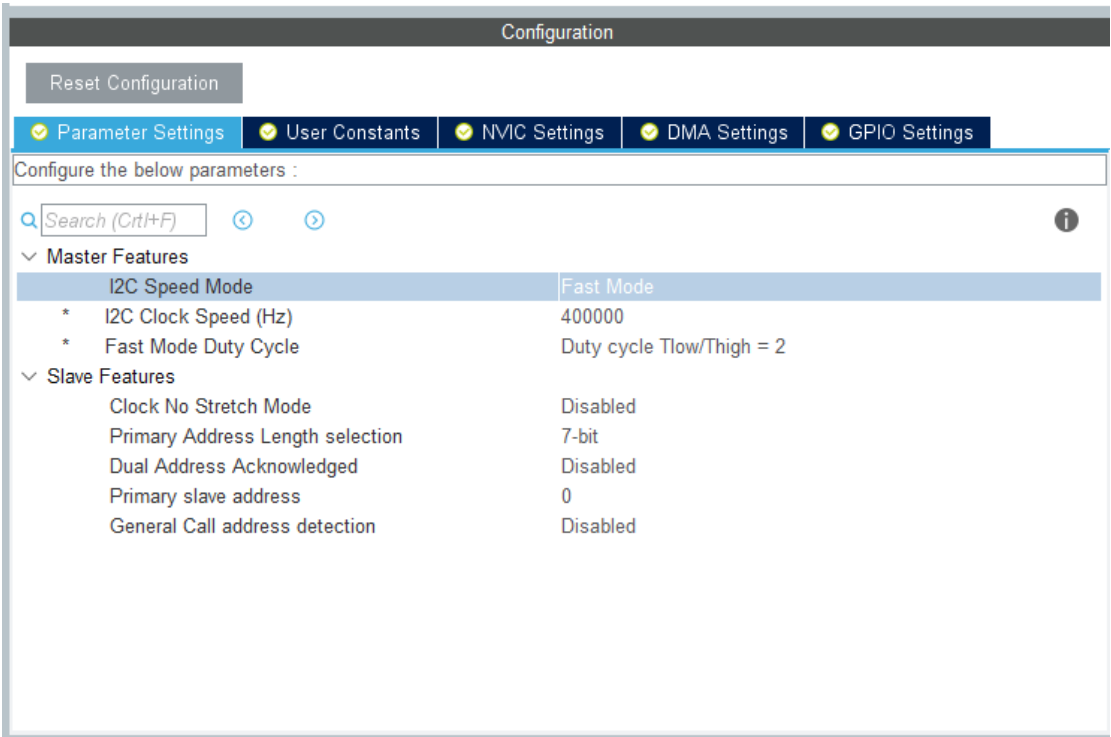 Configuration
Reset Configuration
Parameter Settings User Constants NVIC Settings DMA Settings GPIO Settings
Configure the below parameters :
Search (Crtl+F)
Master Features
I2C Speed Mode Fast Mode
* I2C Clock Speed (Hz) 400000
* Fast Mode Duty Cycle Duty cycle Tlow/Thigh = 2
Slave Features
Clock No Stretch Mode Disabled
Primary Address Length selection 7-bit
Dual Address Acknowledged Disabled
Primary slave address 0
General Call address detection Disabled